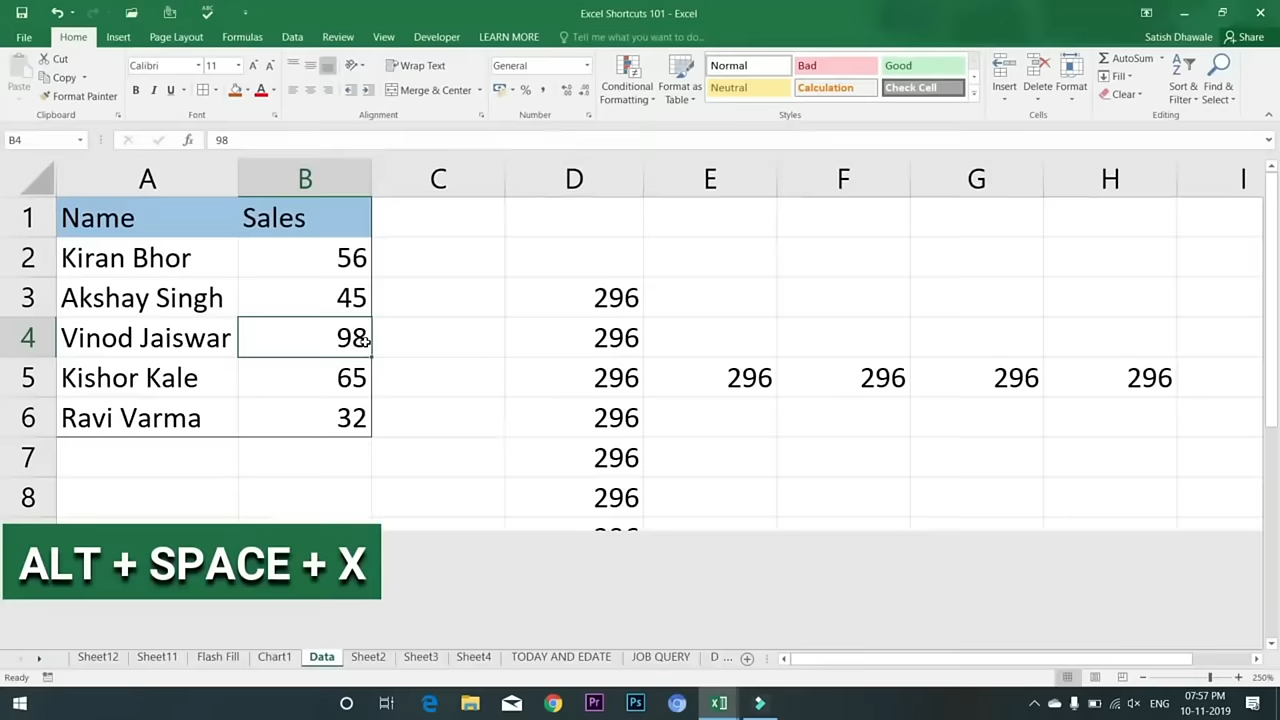 Excel Shortcuts 101 - Excel
File Home Insert Page Layout Formulas Data Review View Developer LEARN MORE Tell me what you want to do... Satish Dhawale Share
Paste Cut Copy Format Painter Clipboard
Calibri 11 B I U A Font
Wrap Text Merge & Center Alignment
General % Number
Conditional Formatting Format as Table
Normal Bad Good
Neutral Calculation Check Cell
Styles
Insert Delete Format Cells
AutoSum Fill Clear Sort & Filter Find & Select Editing
B4 fx 98
A B C D E F G H I
1 Name Sales
2 Kiran Bhor 56
3 Akshay Singh 45 296
4 Vinod Jaiswar 98 296
5 Kishor Kale 65 296 296 296 296 296
6 Ravi Varma 32 296
7 296
8 296
ALT + SPACE + X
Sheet12 Sheet11 Flash Fill Chart1 Data Sheet2 Sheet3 Sheet4 TODAY AND EDATE JOB QUERY D ...
Ready 250%
Pr Ps ENG 07:57 PM
10-11-2019